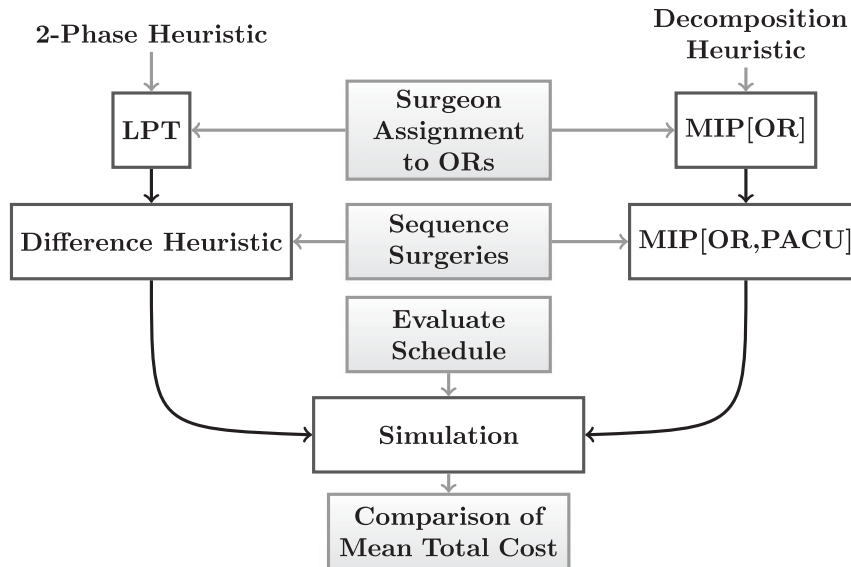 2-Phase Heuristic
Decomposition
Heuristic
LPT
Surgeon
Assignment
to ORs
MIP[OR]
Difference Heuristic
Sequence
Surgeries
MIP[OR,PACU]
Evaluate
Schedule
Simulation
Comparison of
Mean Total Cost